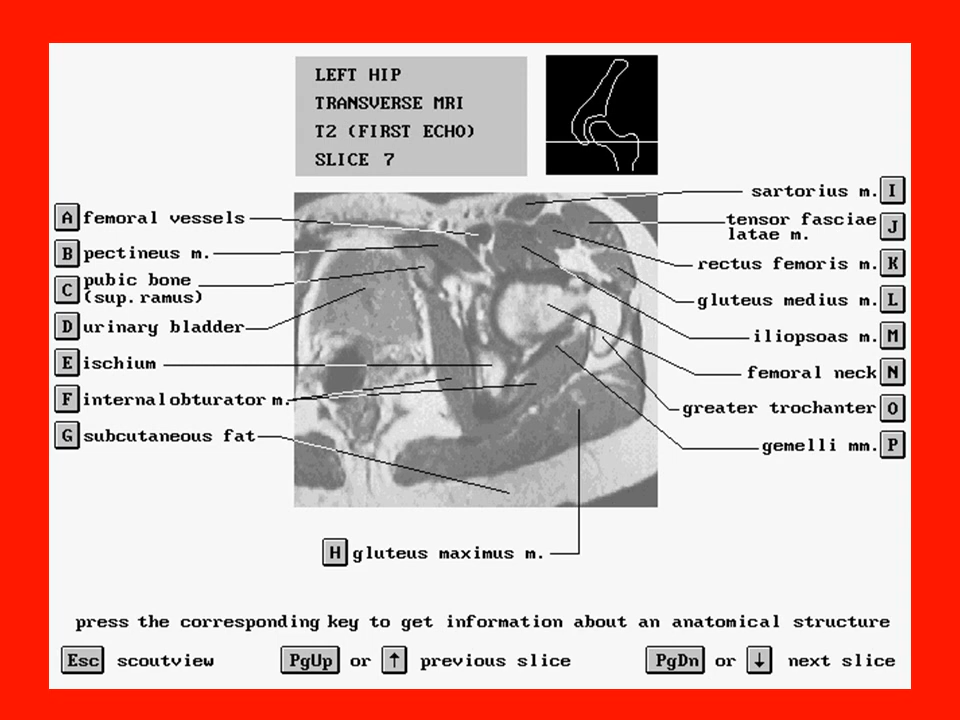 LEFT HIP
TRANSVERSE MRI
T2 (FIRST ECHO)
SLICE 7
A femoral vessels
B pectineus m.
C pubic bone
(sup.ramus)
D urinary bladder
E ischium
F internal obturator m.
G subcutaneous fat
H gluteus maximus m.
sartorius m. I
tensor fasciae
latae m. J
rectus femoris m. K
gluteus medius m. L
iliopsoas m. M
femoral neck N
greater trochanter O
gemelli mm. P
press the corresponding key to get information about an anatomical structure
Esc scoutview PgUp or ↑ previous slice PgDn or ↓ next slice